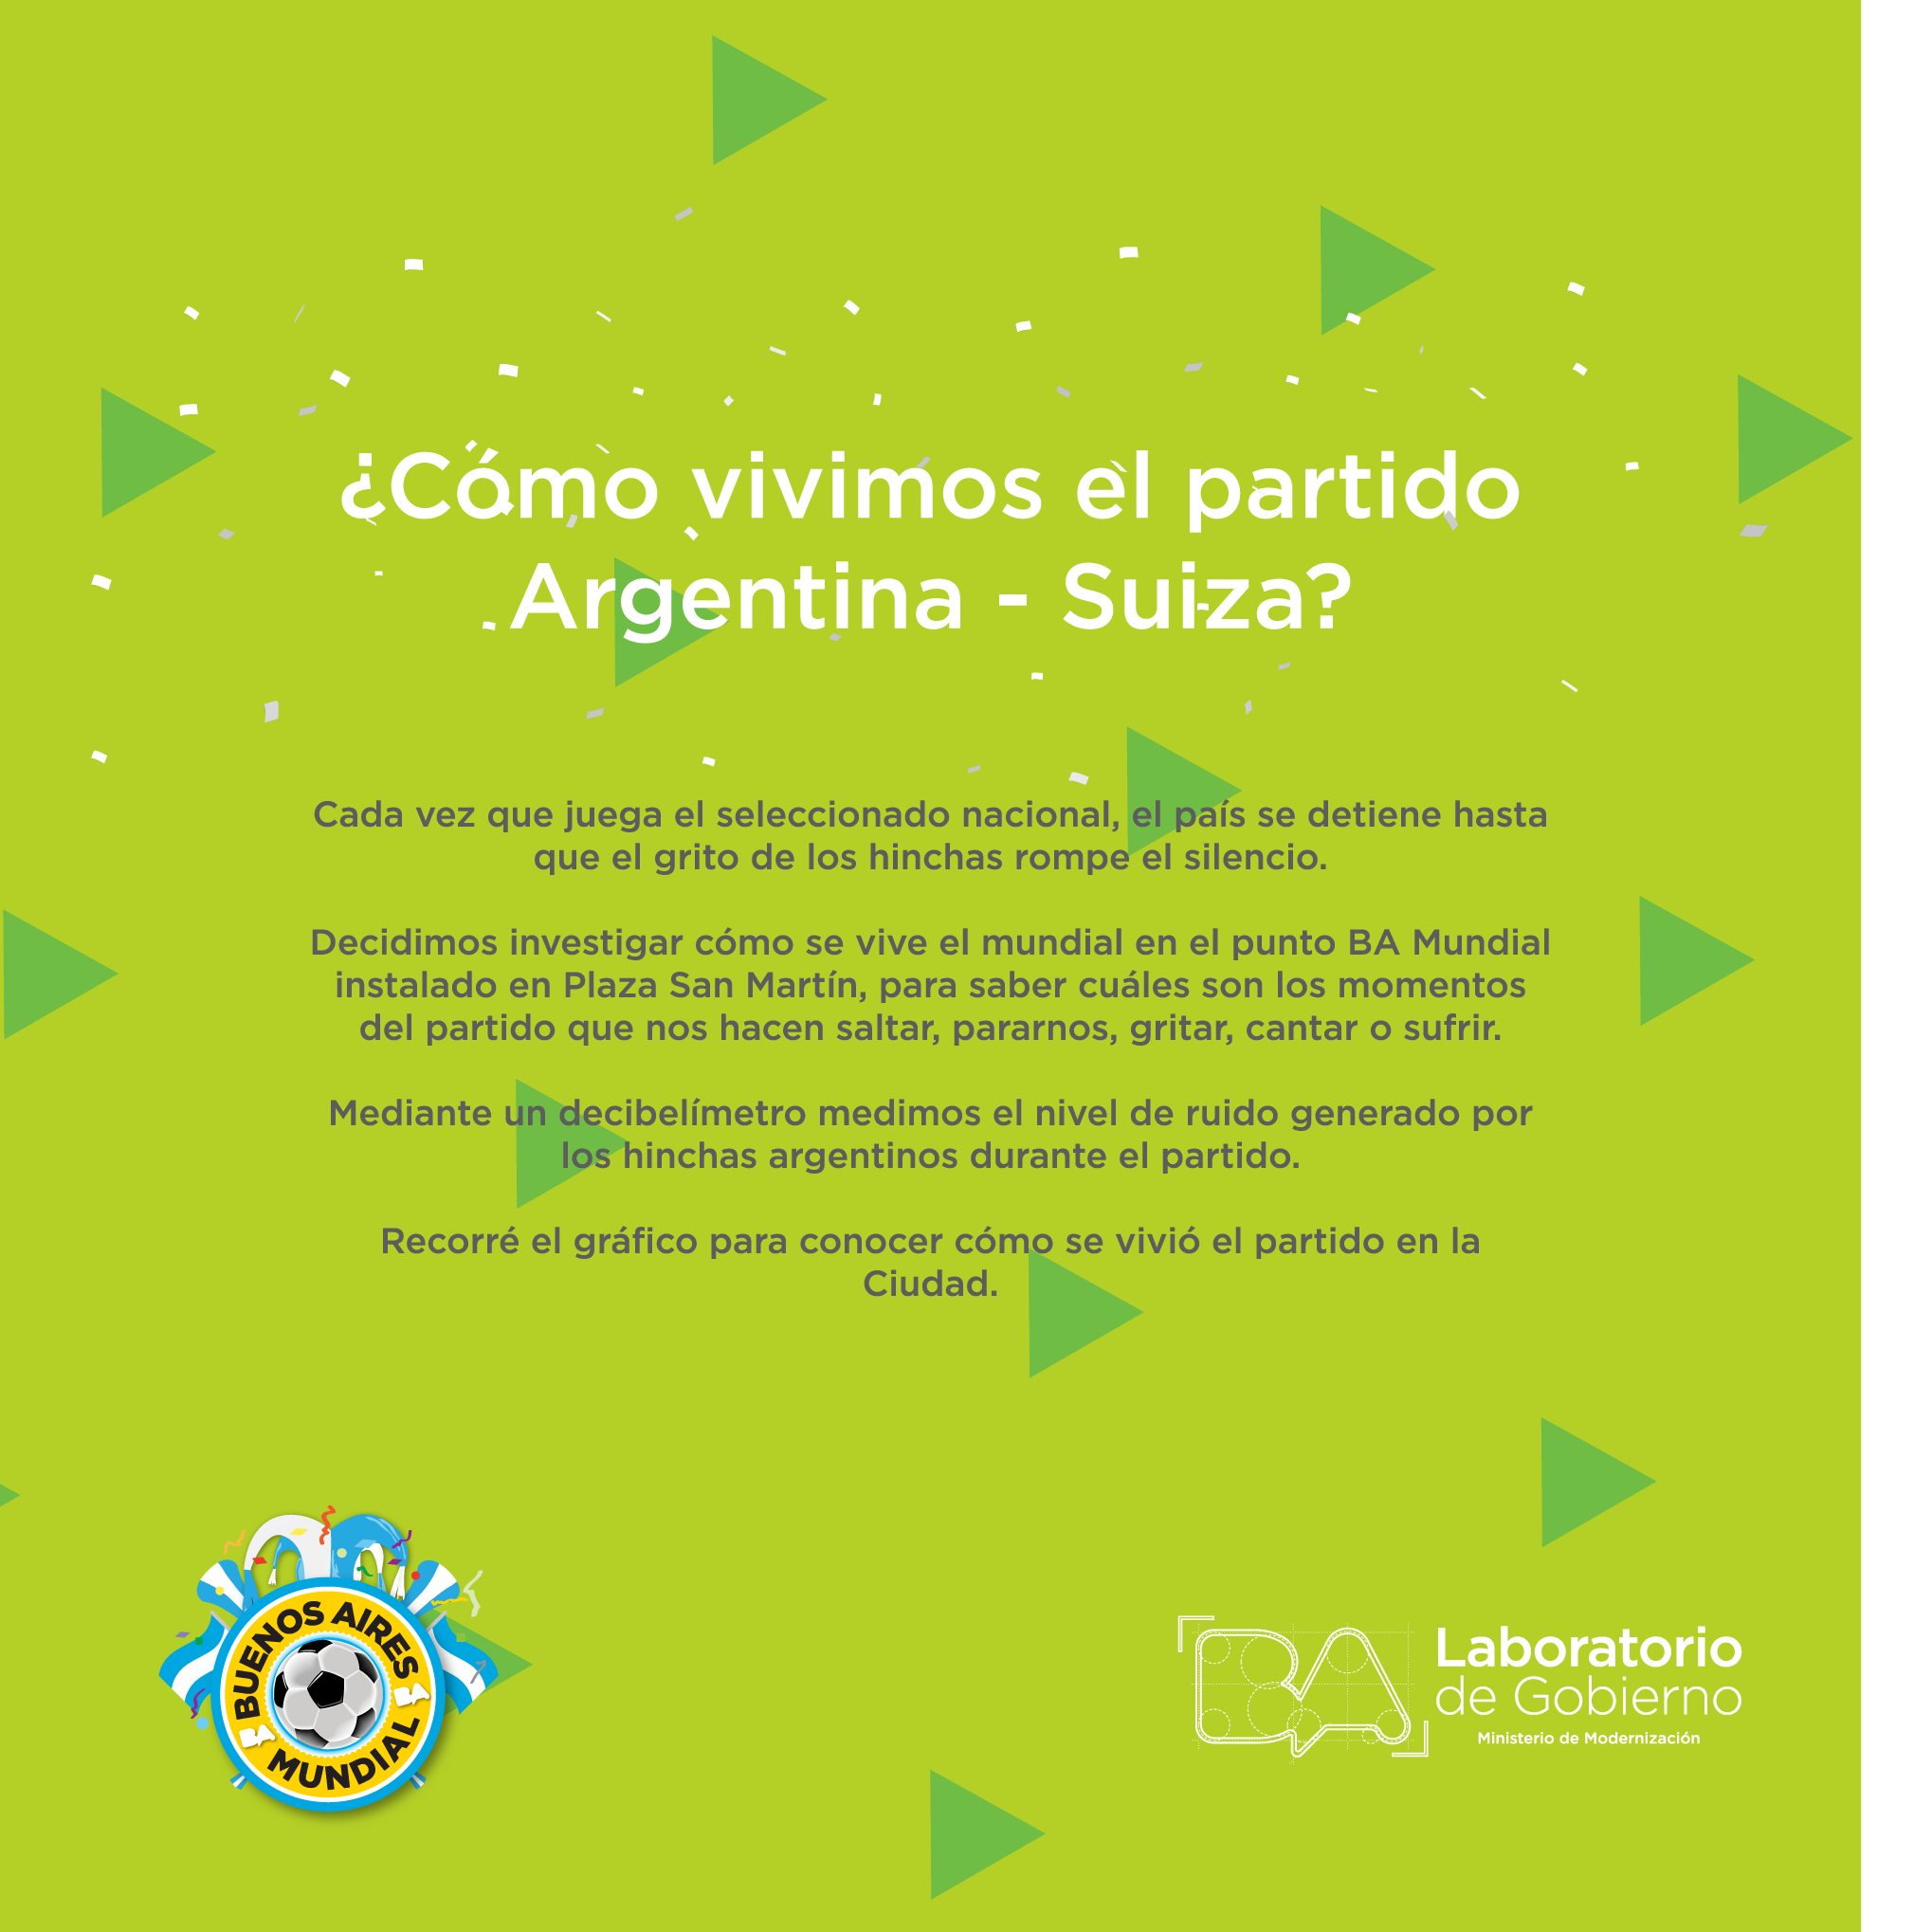 ¿Cómo vivimos el partido
Argentina - Suiza?
Cada vez que juega el seleccionado nacional, el país se detiene hasta
que el grito de los hinchas rompe el silencio.
Decidimos investigar cómo se vive el mundial en el punto BA Mundial
instalado en Plaza San Martín, para saber cuáles son los momentos
del partido que nos hacen saltar, pararnos, gritar, cantar o sufrir.
Mediante un decibelímetro medimos el nivel de ruido generado por
los hinchas argentinos durante el partido.
Recorré el gráfico para conocer cómo se vivió el partido en la
Ciudad.
BUENOS AIRES
BA BA
MUNDIAL
BA
Laboratorio
de Gobierno
Ministerio de Modernización